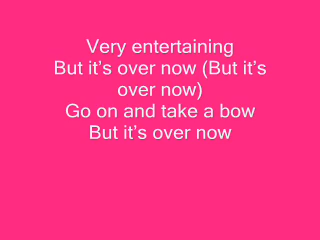 Very entertaining
But it’s over now (But it’s
over now)
Go on and take a bow
But it’s over now